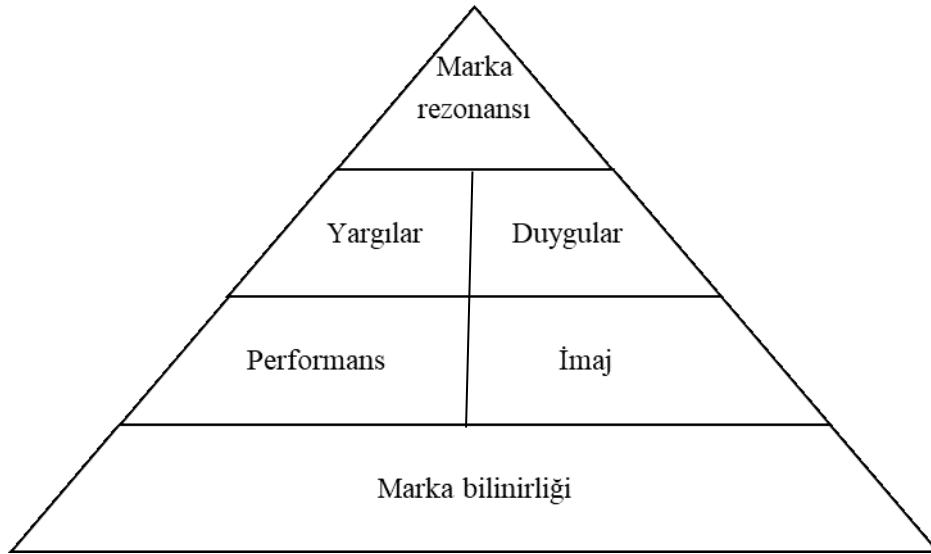 Marka
rezonansı
Yargılar
Duygular
Performans
İmaj
Marka bilinirliği